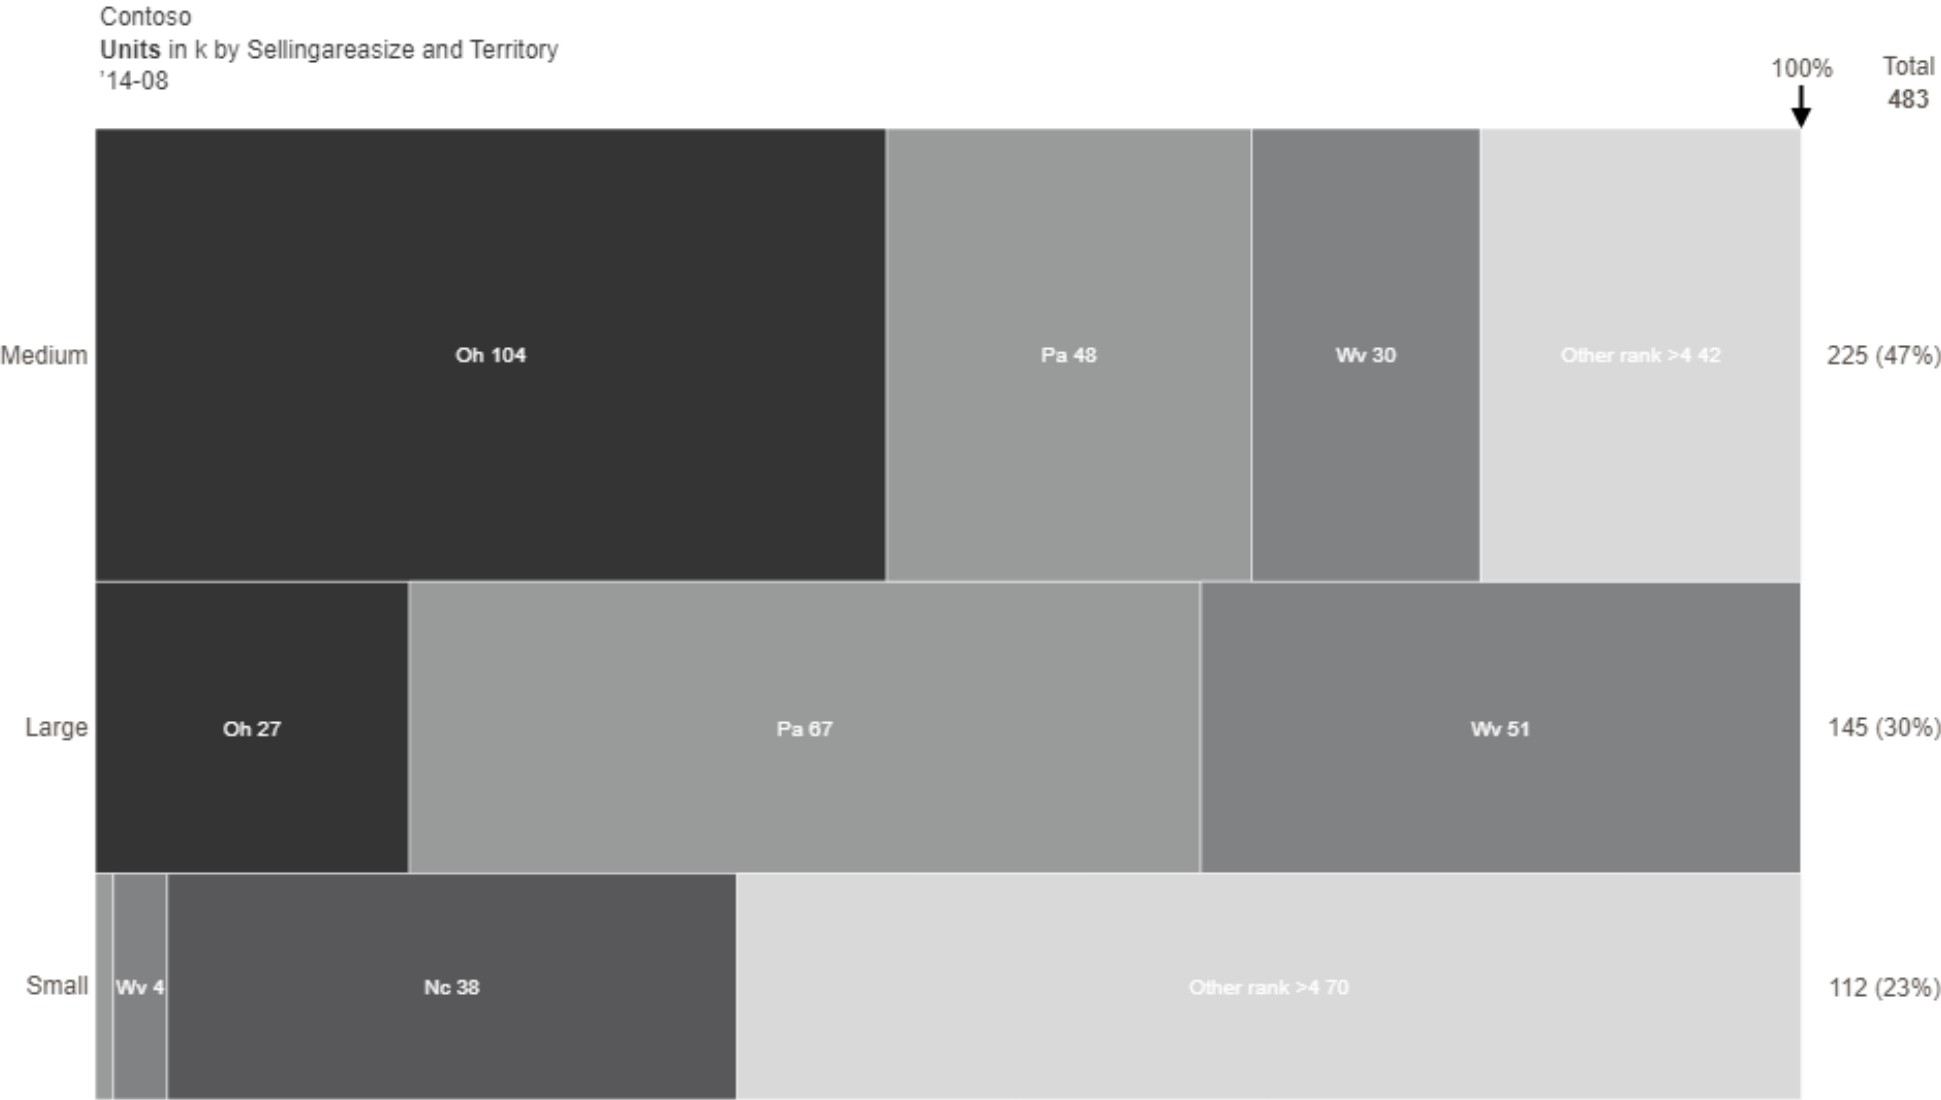 Contoso
Units in k by Sellingareasize and Territory
’14-08
100%
Total
483
Medium
Oh 104
Pa 48
Wv 30
Other rank >4 42
225 (47%)
Large
Oh 27
Pa 67
Wv 51
145 (30%)
Small
Wv 4
Nc 38
Other rank >4 70
112 (23%)